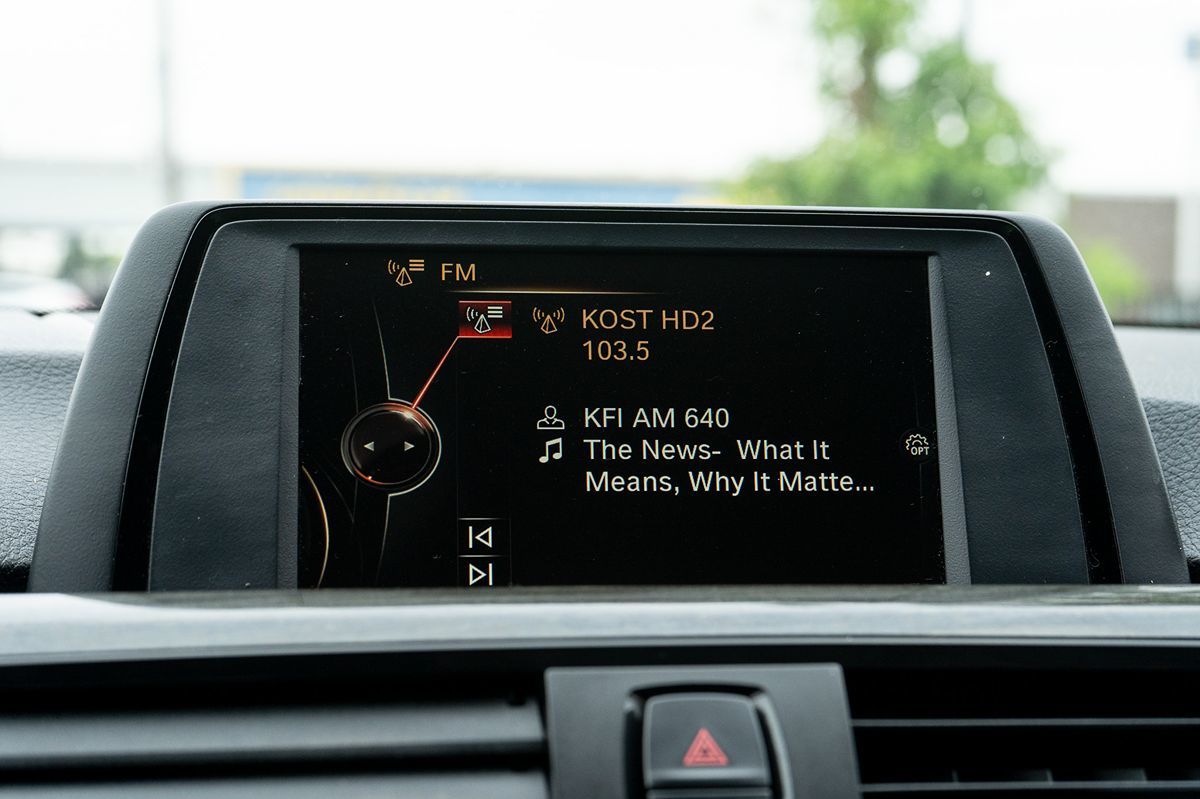 FM
KOST HD2
103.5
KFI AM 640
The News-  What It
Means, Why It Matte...
OPT